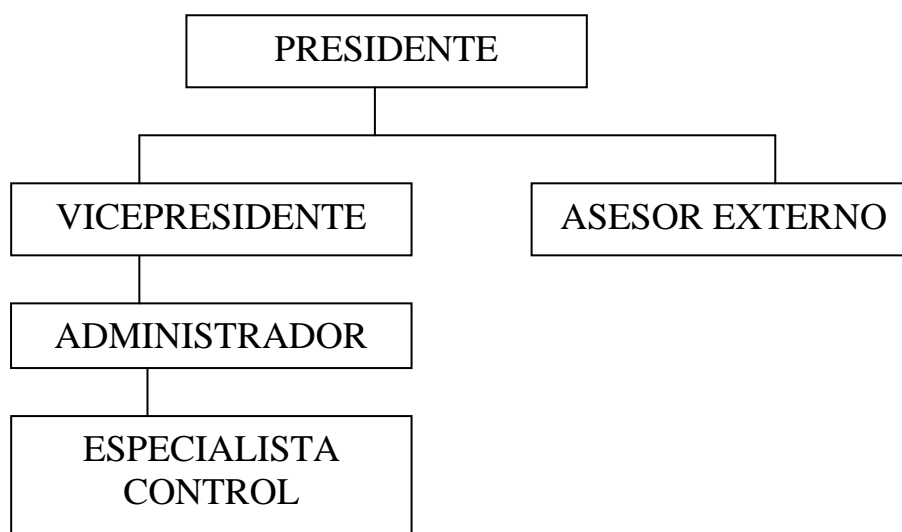 PRESIDENTE
VICEPRESIDENTE
ASESOR EXTERNO
ADMINISTRADOR
ESPECIALISTA
CONTROL